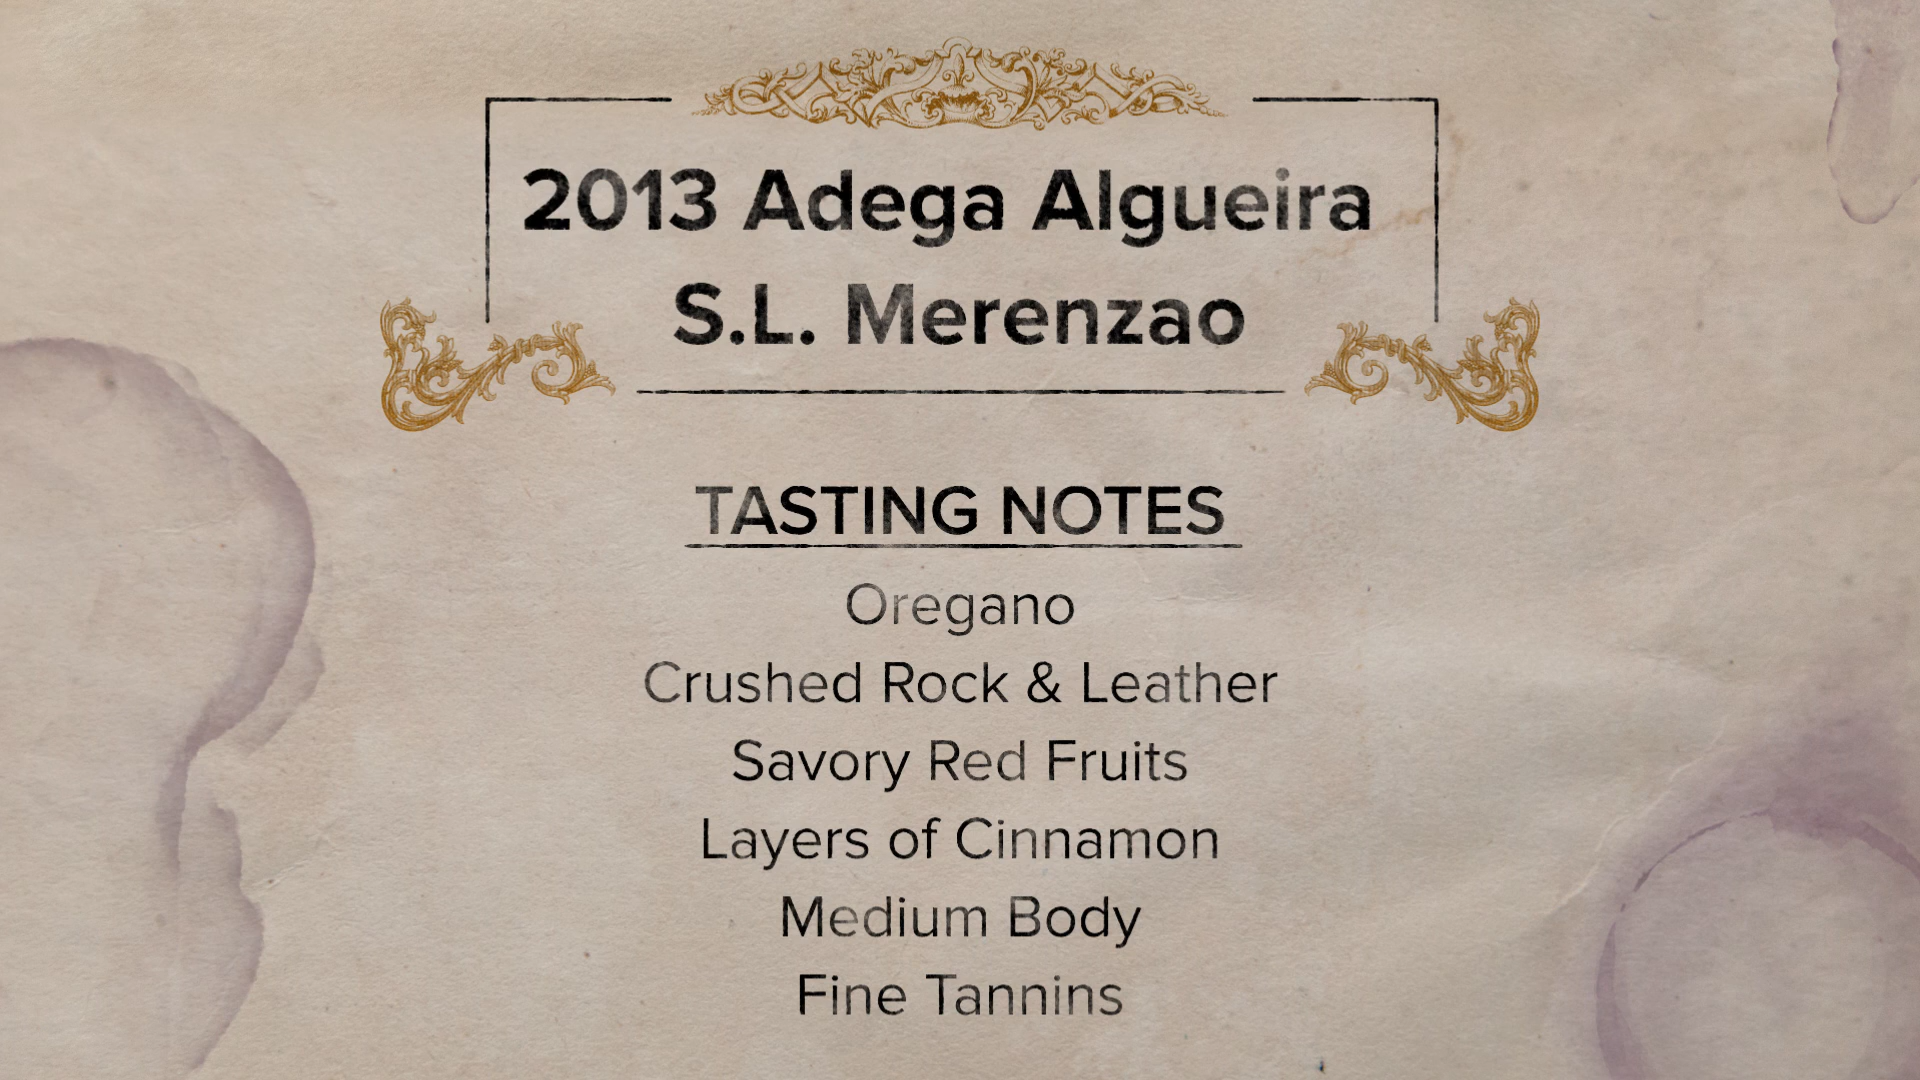 2013 Adega Algueira
S.L. Merenzao
TASTING NOTES
Oregano
Crushed Rock & Leather
Savory Red Fruits
Layers of Cinnamon
Medium Body
Fine Tannins